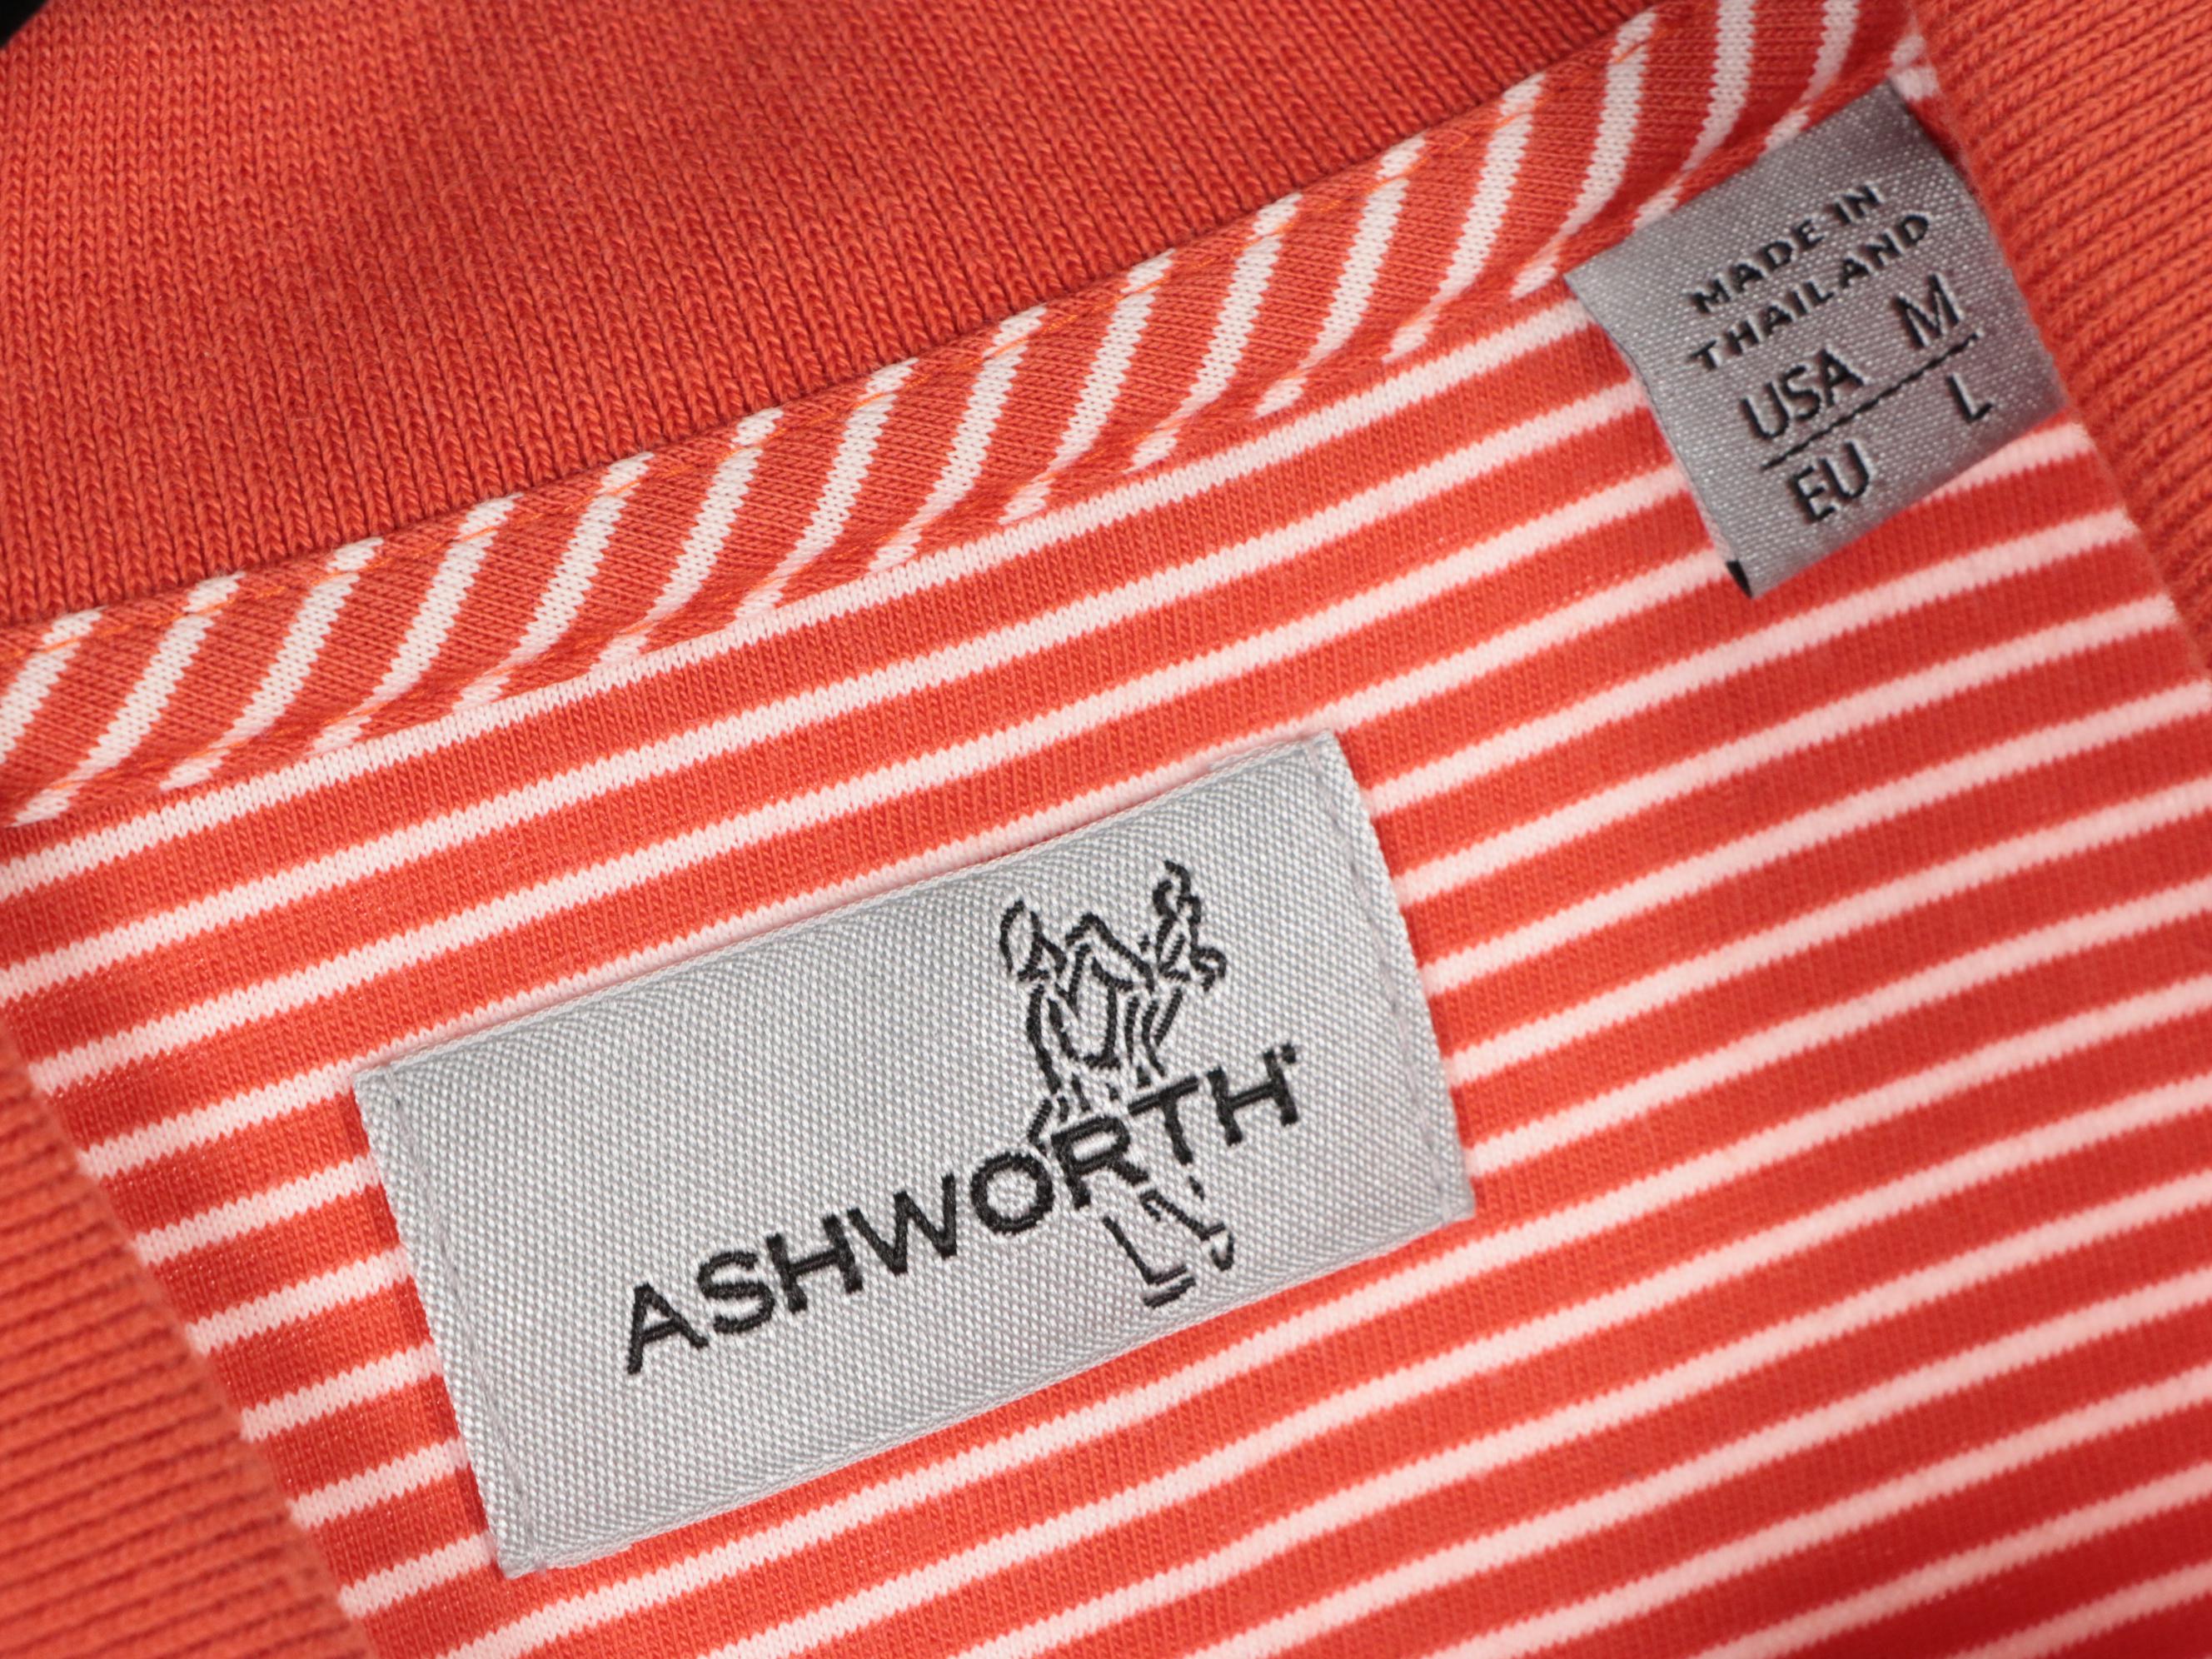 MADE IN
THAILAND
USA M
EU L
ASHWORTH